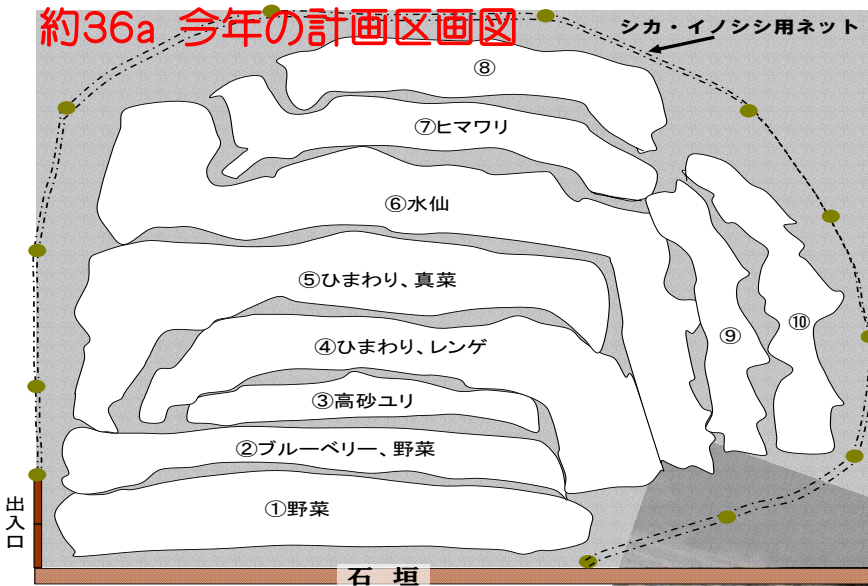 約36a 今年の計画区画図
シカ・イノシシ用ネット
⑧
⑦ヒマワリ
⑥水仙
⑤ひまわり、真菜
④ひまわり、レンゲ
⑨
⑩
③高砂ユリ
②ブルーベリー、野菜
①野菜
出入口
石 垣